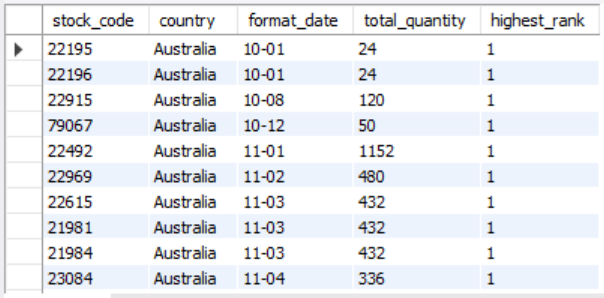 stock_code country format_date total_quantity highest_rank
22195 Australia 10-01 24 1
22196 Australia 10-01 24 1
22915 Australia 10-08 120 1
79067 Australia 10-12 50 1
22492 Australia 11-01 1152 1
22969 Australia 11-02 480 1
22615 Australia 11-03 432 1
21981 Australia 11-03 432 1
21984 Australia 11-03 432 1
23084 Australia 11-04 336 1